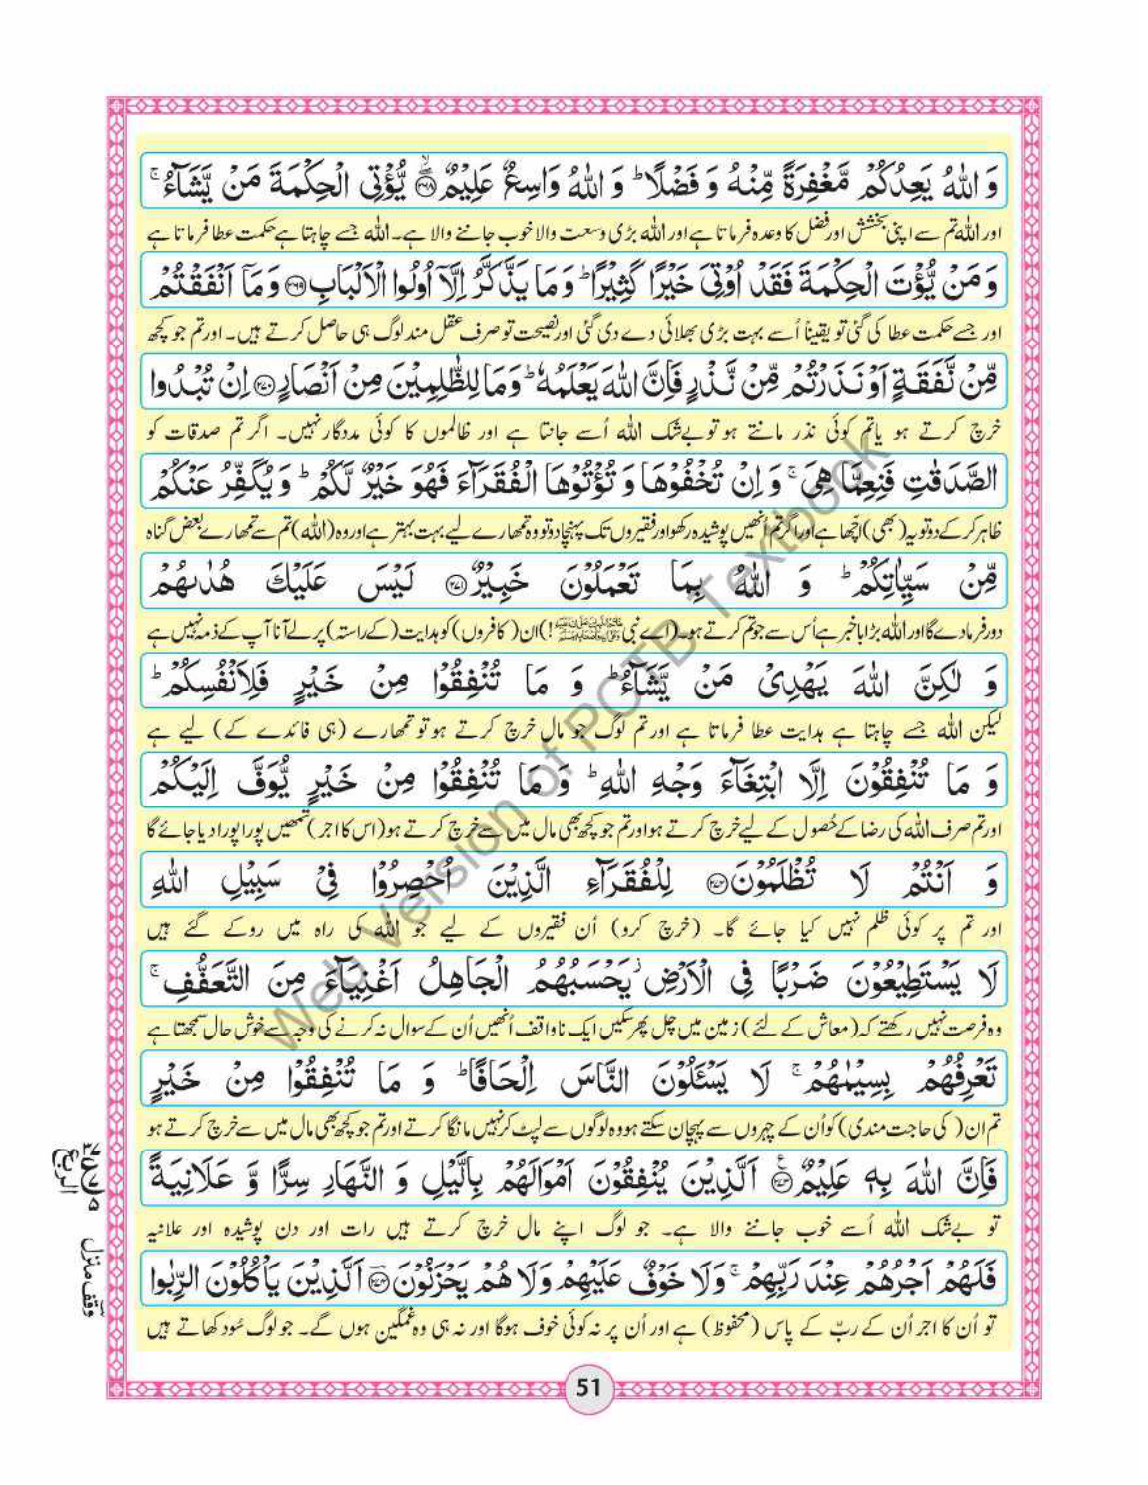 وَ اللّٰهُ يَعِدُكُمْ مَّغْفِرَةً مِّنْهُ وَ فَضْلًا ؕ وَ اللّٰهُ وَاسِعٌ عَلِيْمٌ ۖۙ۲۶۸ يُّؤْتِى الْحِكْمَةَ مَنْ يَّشَآءُ ۚ
اور اللہ تم سے اپنی بخشش اور فضل کا وعدہ فرماتا ہے اور اللہ بڑی وسعت والا خوب جاننے والا ہے۔ اللہ جسے چاہتا ہے حکمت عطا فرماتا ہے
وَ مَنْ يُّؤْتَ الْحِكْمَةَ فَقَدْ اُوْتِىَ خَيْرًا كَثِيْرًا ؕ وَ مَا يَذَّكَّرُ اِلَّآ اُولُوا الْاَلْبَابِ ۲۶۹ وَ مَآ اَنْفَقْتُمْ
اور جسے حکمت عطا کی گئی تو یقیناً اُسے بہت بڑی بھلائی دے دی گئی اور نصیحت تو صرف عقل مند لوگ ہی حاصل کرتے ہیں۔ اور تم جو کچھ
مِّنْ نَّفَقَةٍ اَوْ نَذَرْتُمْ مِّنْ نَّذْرٍ فَاِنَّ اللّٰهَ يَعْلَمُهٗ ؕ وَ مَا لِلظّٰلِمِيْنَ مِنْ اَنْصَارٍ ۲۷۰ اِنْ تُبْدُوا
خرچ کرتے ہو یا تم کوئی نذر مانتے ہو تو بے شک اللہ اُسے جانتا ہے اور ظالموں کا کوئی مددگار نہیں۔ اگر تم صدقات کو
الصَّدَقٰتِ فَنِعِمَّا هِىَ ۚ وَ اِنْ تُخْفُوْهَا وَ تُؤْتُوْهَا الْفُقَرَآءَ فَهُوَ خَيْرٌ لَّكُمْ ؕ وَ يُكَفِّرُ عَنْكُمْ
ظاہر کر کے دو تو یہ (بھی) اچھا ہے اور اگر تم اُنھیں پوشیدہ رکھو اور فقیروں تک پہنچا دو تو وہ تمھارے لیے بہت بہتر ہے اور وہ (اللہ) تم سے تمھارے بعض گناہ
مِّنْ سَيِّاٰتِكُمْ ؕ وَ اللّٰهُ بِمَا تَعْمَلُوْنَ خَبِيْرٌ ۲۷۱ لَيْسَ عَلَيْكَ هُدٰىهُمْ
دور فرما دے گا اور اللہ بڑا باخبر ہے اُس سے جو تم کرتے ہو۔ (اے نبی ﷺ!) ان (کافروں) کو ہدایت (کے راستہ) پر لے آنا آپ کے ذمہ نہیں ہے
وَ لٰكِنَّ اللّٰهَ يَهْدِىْ مَنْ يَّشَآءُ ؕ وَ مَا تُنْفِقُوْا مِنْ خَيْرٍ فَلِاَنْفُسِكُمْ ؕ
لیکن اللہ جسے چاہتا ہے ہدایت عطا فرماتا ہے اور تم لوگ جو مال خرچ کرتے ہو تو تمھارے (ہی فائدے کے) لیے ہے
وَ مَا تُنْفِقُوْنَ اِلَّا ابْتِغَآءَ وَجْهِ اللّٰهِ ؕ وَ مَا تُنْفِقُوْا مِنْ خَيْرٍ يُّوَفَّ اِلَيْكُمْ
اور تم صرف اللہ کی رضا کے حُصول کے لیے خرچ کرتے ہو اور تم جو کچھ بھی مال میں سے خرچ کرتے ہو (اس کا اجر) تمھیں پورا پورا دیا جائے گا
وَ اَنْتُمْ لَا تُظْلَمُوْنَ ۲۷۲ لِلْفُقَرَآءِ الَّذِيْنَ اُحْصِرُوْا فِىْ سَبِيْلِ اللّٰهِ
اور تم پر کوئی ظلم نہیں کیا جائے گا۔ (خرچ کرو) اُن فقیروں کے لیے جو اللہ کی راہ میں روکے گئے ہیں
لَا يَسْتَطِيْعُوْنَ ضَرْبًا فِى الْاَرْضِ ؗ يَحْسَبُهُمُ الْجَاهِلُ اَغْنِيَآءَ مِنَ التَّعَفُّفِ ۚ
وہ فرصت نہیں رکھتے کہ (معاش کے لئے) زمین میں چل پھر سکیں ایک ناواقف اُنھیں اُن کے سوال نہ کرنے کی وجہ سے خوش حال سمجھتا ہے
تَعْرِفُهُمْ بِسِيْمٰهُمْ ۚ لَا يَسْـَٔلُوْنَ النَّاسَ اِلْحَافًا ؕ وَ مَا تُنْفِقُوْا مِنْ خَيْرٍ
تم ان (کی حاجت مندی) کو اُن کے چہروں سے پہچان سکتے ہو وہ لوگوں سے لپٹ کر نہیں مانگا کرتے اور تم جو کچھ بھی مال میں سے خرچ کرتے ہو
فَاِنَّ اللّٰهَ بِهٖ عَلِيْمٌ ۲۷۳ۧ اَلَّذِيْنَ يُنْفِقُوْنَ اَمْوَالَهُمْ بِالَّيْلِ وَ النَّهَارِ سِرًّا وَّ عَلَانِيَةً
تو بے شک اللہ اُسے خوب جاننے والا ہے۔ جو لوگ اپنے مال خرچ کرتے ہیں رات اور دن پوشیدہ اور علانیہ
فَلَهُمْ اَجْرُهُمْ عِنْدَ رَبِّهِمْ ۚ وَلَا خَوْفٌ عَلَيْهِمْ وَلَا هُمْ يَحْزَنُوْنَ ۲۷۴ اَلَّذِيْنَ يَاْكُلُوْنَ الرِّبٰوا
تو اُن کا اجر اُن کے ربّ کے پاس (محفوظ) ہے اور اُن پر نہ کوئی خوف ہوگا اور نہ ہی وہ غمگین ہوں گے۔ جو لوگ سُود کھاتے ہیں
الربع
وقف منزل
51
Web Version of PCTB Textbook